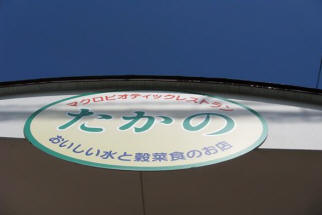 マクロビオティックレストラン
たかの
おいしい水と穀菜食のお店